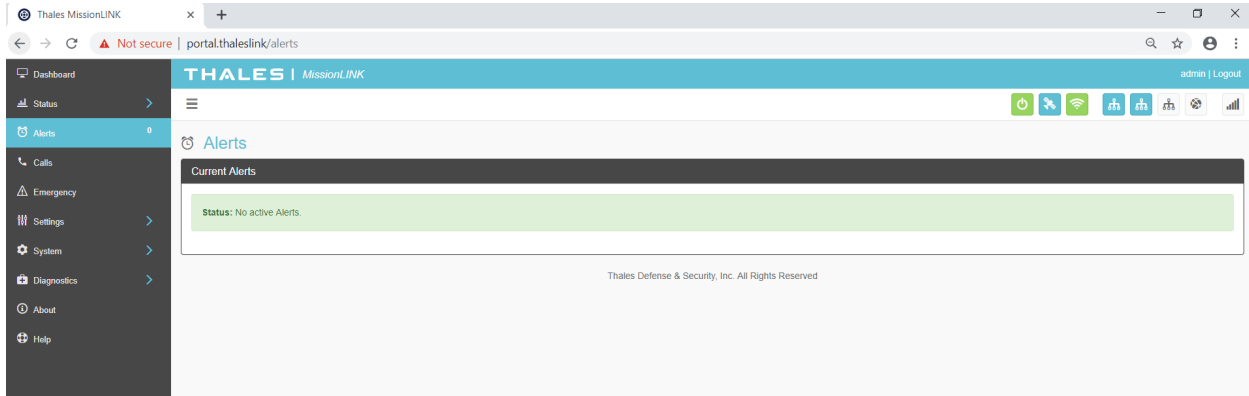 Thales MissionLINK
Not secure | portal.thaleslink/alerts
Dashboard
THALES | MissionLINK
admin | Logout
Status
Alerts 0
Alerts
Current Alerts
Calls
Emergency
Status: No active Alerts.
Settings
System
Thales Defense & Security, Inc. All Rights Reserved
Diagnostics
About
Help